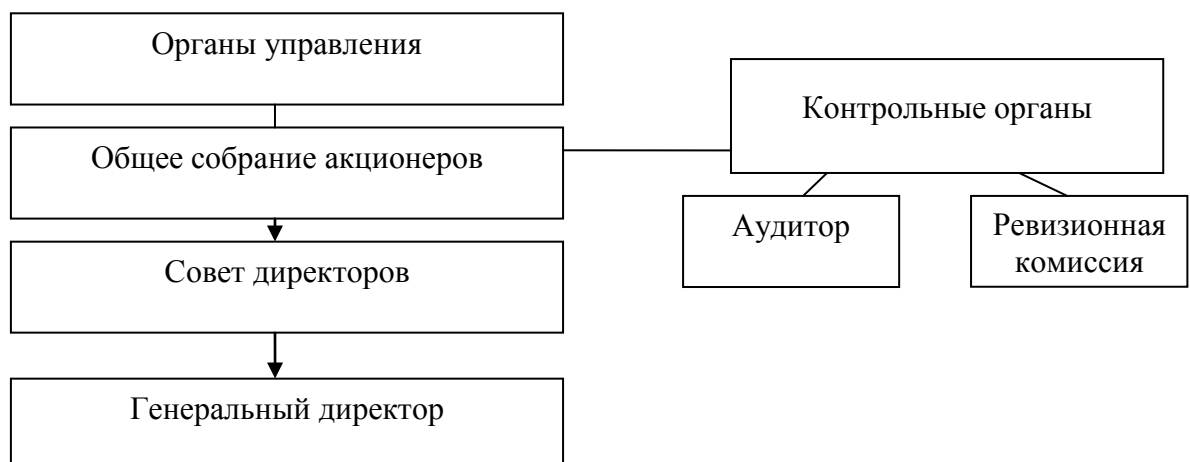 Органы управления
Контрольные органы
Общее собрание акционеров
Аудитор
Ревизионная
комиссия
Совет директоров
Генеральный директор